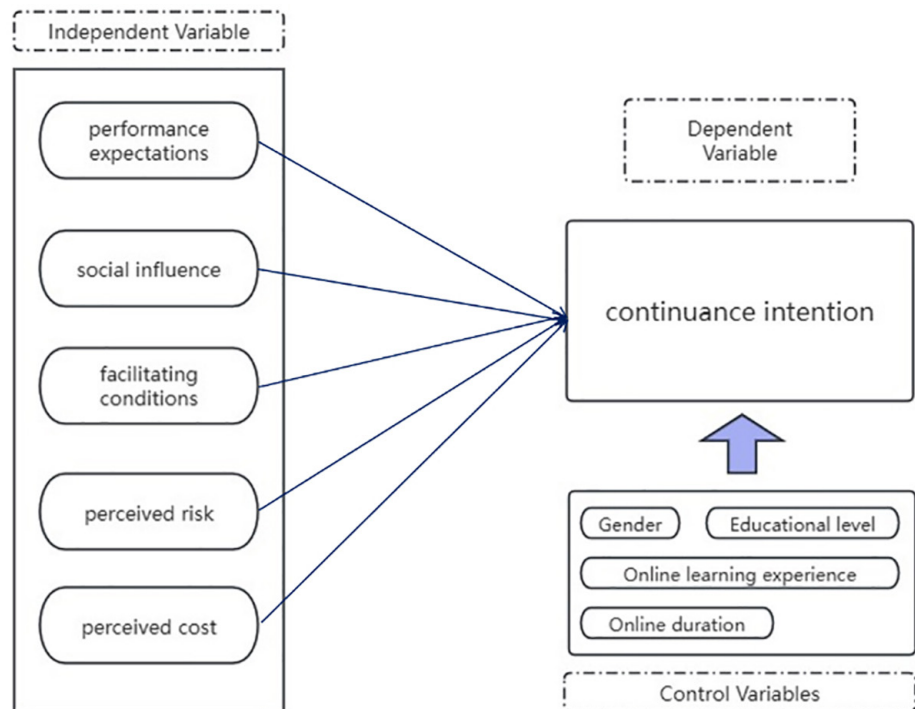 Independent Variable
performance
expectations
social influence
facilitating
conditions
perceived risk
perceived cost
Dependent
Variable
continuance intention
Gender
Educational level
Online learning experience
Online duration
Control Variables